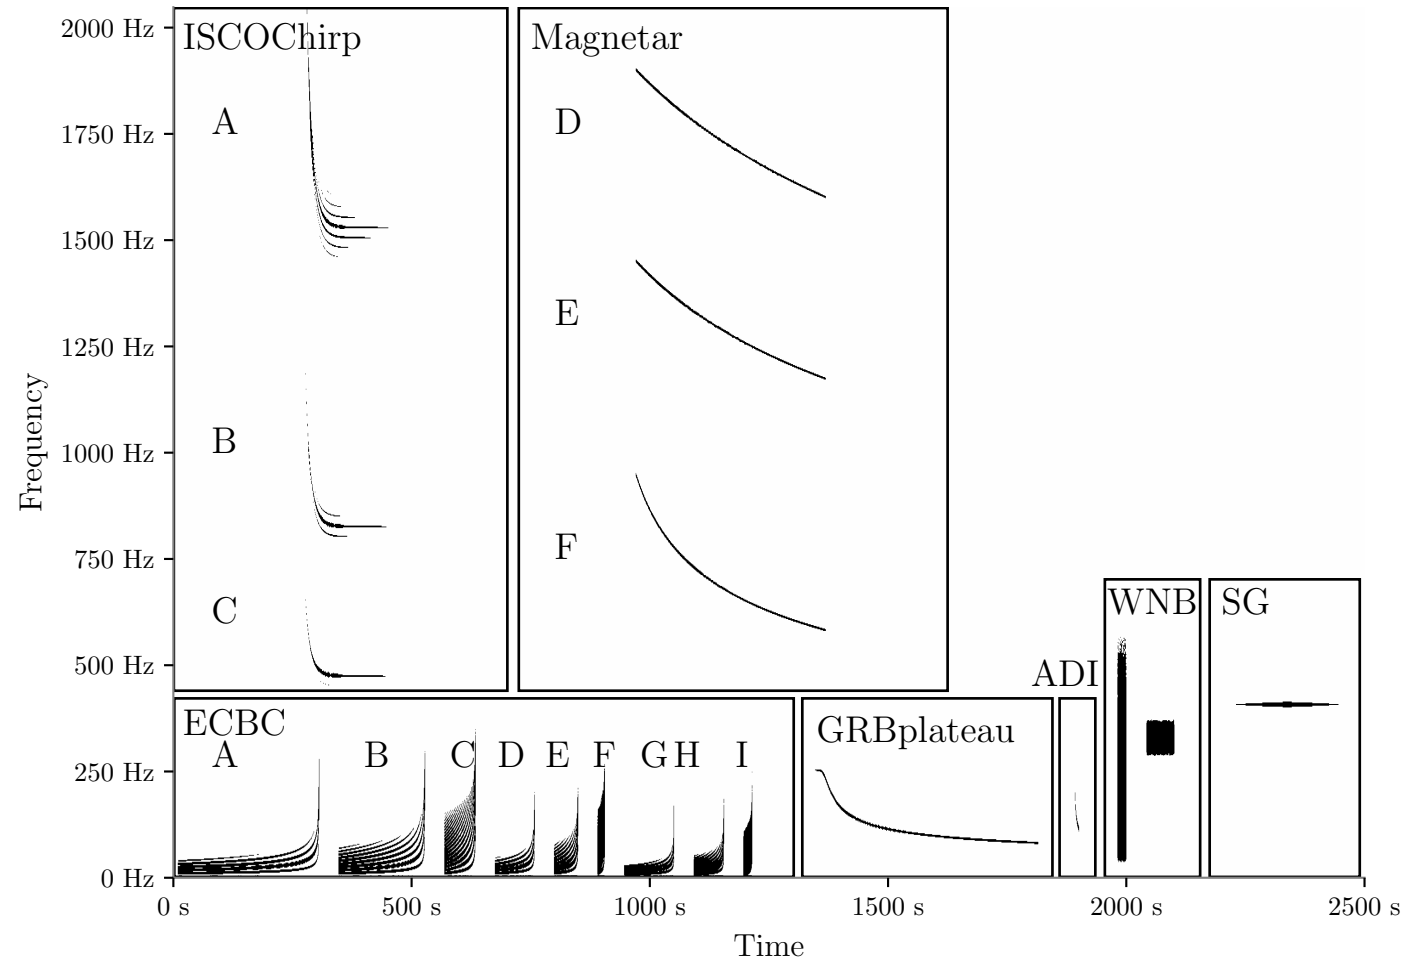 2000 Hz
1750 Hz
1500 Hz
1250 Hz
1000 Hz
750 Hz
500 Hz
250 Hz
0 Hz
Frequency
ISCOChirp
A
B
C
Magnetar
D
E
F
ECBC
A B C D E F G H I
GRBplateau
ADI
WNB
SG
0 s 500 s 1000 s 1500 s 2000 s 2500 s
Time